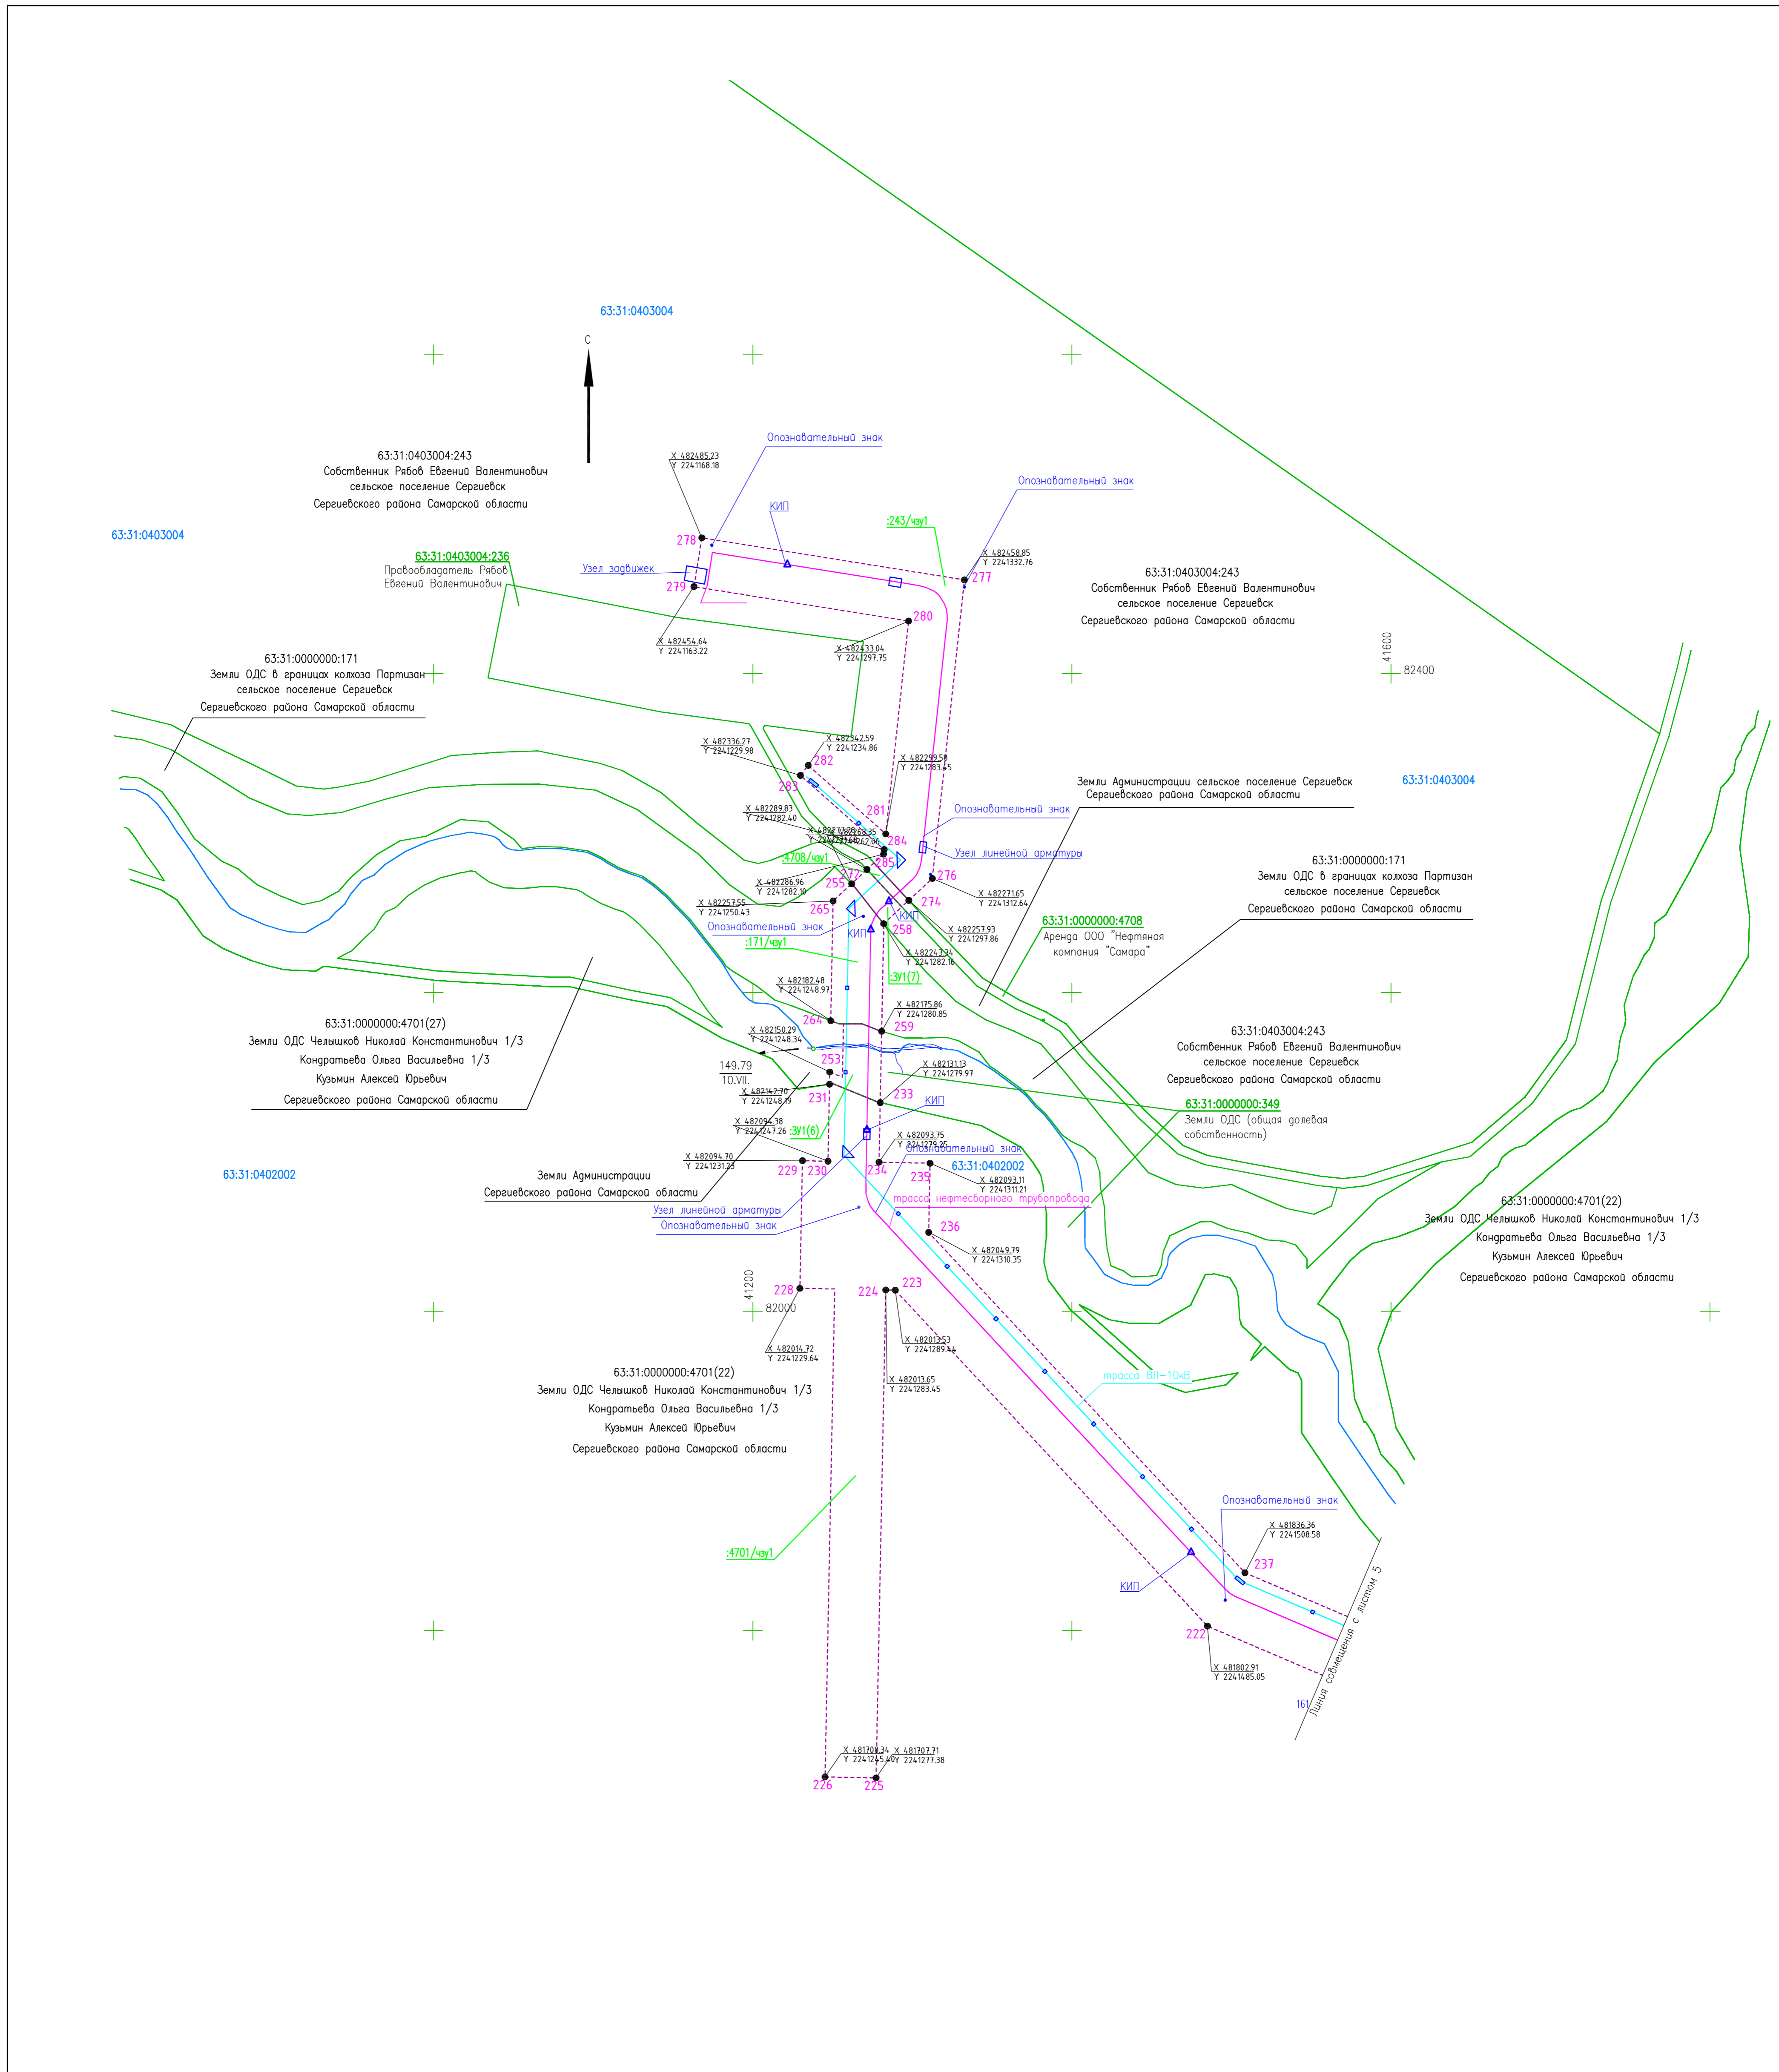 63:31:0403004
С
Опознавательный знак
63:31:0403004:243
Собственник Рябов Евгений Валентинович
сельское поселение Сергиевск
Сергиевского района Самарской области
X 482485.23
Y 2241168.18
Опознавательный знак
КИП
:243/чзу1
63:31:0403004
278
63:31:0403004:236
Правообладатель Рябов
Евгений Валентинович
Узел задвижек
279
X 482458.85
Y 2241332.76
277
63:31:0403004:243
Собственник Рябов Евгений Валентинович
сельское поселение Сергиевск
Сергиевского района Самарской области
280
X 482454.64
Y 2241163.22
X 482433.04
Y 2241297.75
41600
82400
63:31:0000000:171
Земли ОДС в границах колхоза Партизан
сельское поселение Сергиевск
Сергиевского района Самарской области
X 482336.27
Y 2241229.98
X 482342.59
Y 2241234.86
282
283
X 482299.58
Y 2241283.45
Земли Администрации сельское поселение Сергиевск
Сергиевского района Самарской области
63:31:0403004
X 482289.83
Y 2241282.40
281
Опознавательный знак
284
285
Узел линейной арматуры
:4708/чзу1
272
255
X 482286.96
Y 2241282.10
276
X 482271.65
Y 2241312.64
63:31:0000000:171
Земли ОДС в границах колхоза Партизан
сельское поселение Сергиевск
Сергиевского района Самарской области
X 482257.55
Y 2241250.43
265
274
КИП
Опознавательный знак
КИП
258
X 482257.93
Y 2241297.86
63:31:0000000:4708
Аренда ООО "Нефтяная
компания "Самара"
:171/чзу1
X 482243.34
Y 2241282.16
:ЗУ1(7)
X 482182.48
Y 2241248.97
X 482175.86
Y 2241280.85
264
259
63:31:0000000:4701(27)
Земли ОДС Челышков Николай Константинович 1/3
Кондратьева Ольга Васильевна 1/3
Кузьмин Алексей Юрьевич
Сергиевского района Самарской области
X 482150.29
Y 2241248.34
253
149.79
10.VII.
63:31:0403004:243
Собственник Рябов Евгений Валентинович
сельское поселение Сергиевск
Сергиевского района Самарской области
X 482131.13
Y 2241279.97
X 482142.70
Y 2241248.19
231
233
КИП
63:31:0000000:349
Земли ОДС (общая долевая
собственность)
X 482094.38
Y 2241247.26
:ЗУ1(6)
X 482093.75
Y 2241279.25
Опознавательный знак
X 482094.70
Y 2241231.23
229
230
234
235
63:31:0402002
63:31:0402002
X 482093.11
Y 2241311.21
Земли Администрации
Сергиевского района Самарской области
трасса нефтесборного трубопровода
Узел линейной арматуры
Опознавательный знак
236
X 482049.79
Y 2241310.35
63:31:0000000:4701(22)
Земли ОДС Челышков Николай Константинович 1/3
Кондратьева Ольга Васильевна 1/3
Кузьмин Алексей Юрьевич
Сергиевского района Самарской области
41200
82000
228
224
223
X 482014.72
Y 2241229.64
X 482013.53
Y 2241289.44
X 482013.65
Y 2241283.45
63:31:0000000:4701(22)
Земли ОДС Челышков Николай Константинович 1/3
Кондратьева Ольга Васильевна 1/3
Кузьмин Алексей Юрьевич
Сергиевского района Самарской области
трасса ВЛ-10кВ
Опознавательный знак
X 481836.36
Y 2241508.58
:4701/чзу1
237
КИП
222
X 481802.91
Y 2241485.05
161
Линия совмещения с листом 5
X 481708.34
Y 2241245.40
X 481707.71
Y 2241277.38
226
225